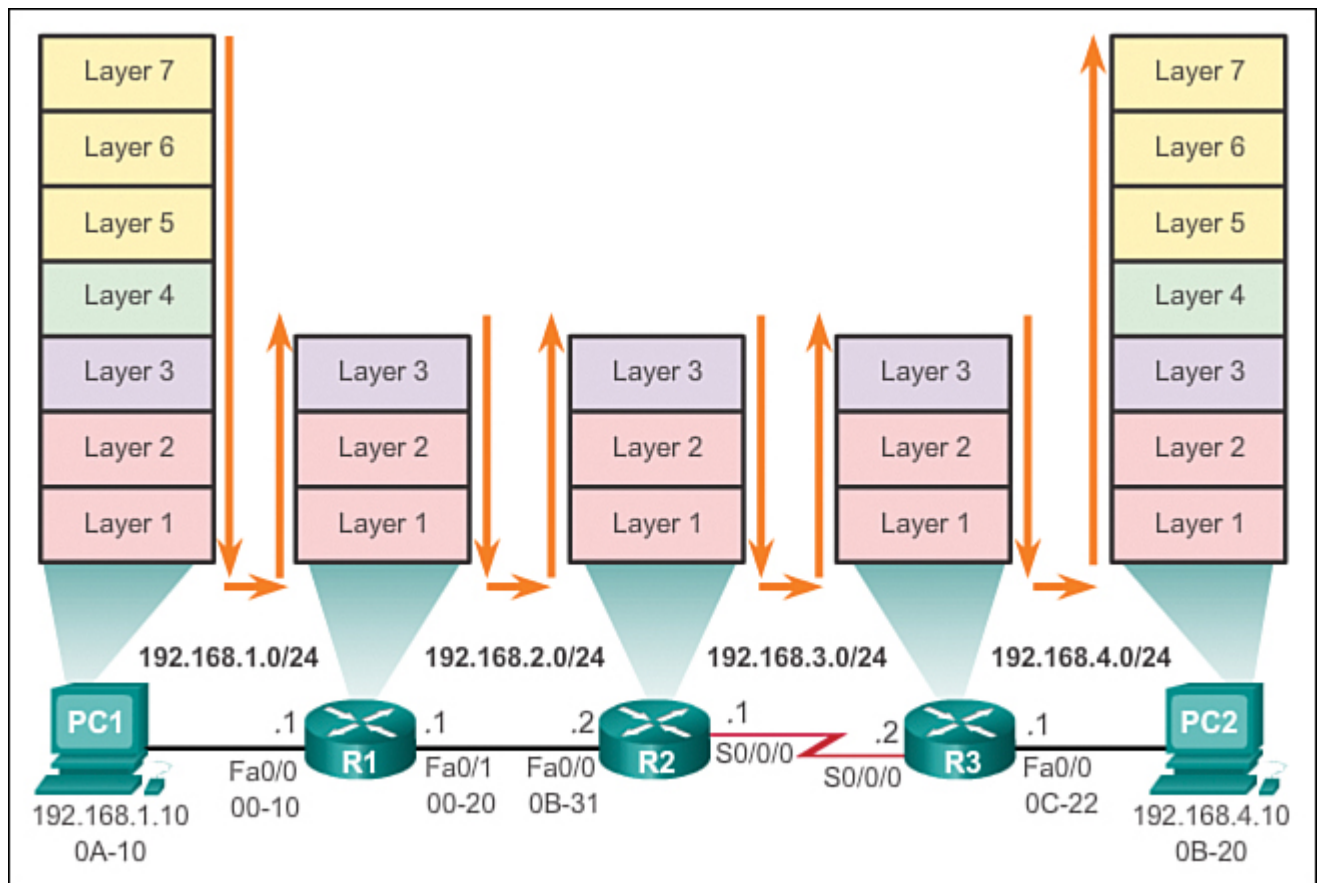 Layer 7
Layer 6
Layer 5
Layer 4
Layer 3
Layer 2
Layer 1
Layer 3
Layer 2
Layer 1
Layer 3
Layer 2
Layer 1
Layer 3
Layer 2
Layer 1
Layer 7
Layer 6
Layer 5
Layer 4
Layer 3
Layer 2
Layer 1
192.168.1.0/24
192.168.2.0/24
192.168.3.0/24
192.168.4.0/24
PC1
192.168.1.10
0A-10
.1
Fa0/0
00-10
R1
.1
Fa0/1
00-20
.2
Fa0/0
0B-31
R2
.1
S0/0/0
.2
S0/0/0
R3
.1
Fa0/0
0C-22
PC2
192.168.4.10
0B-20